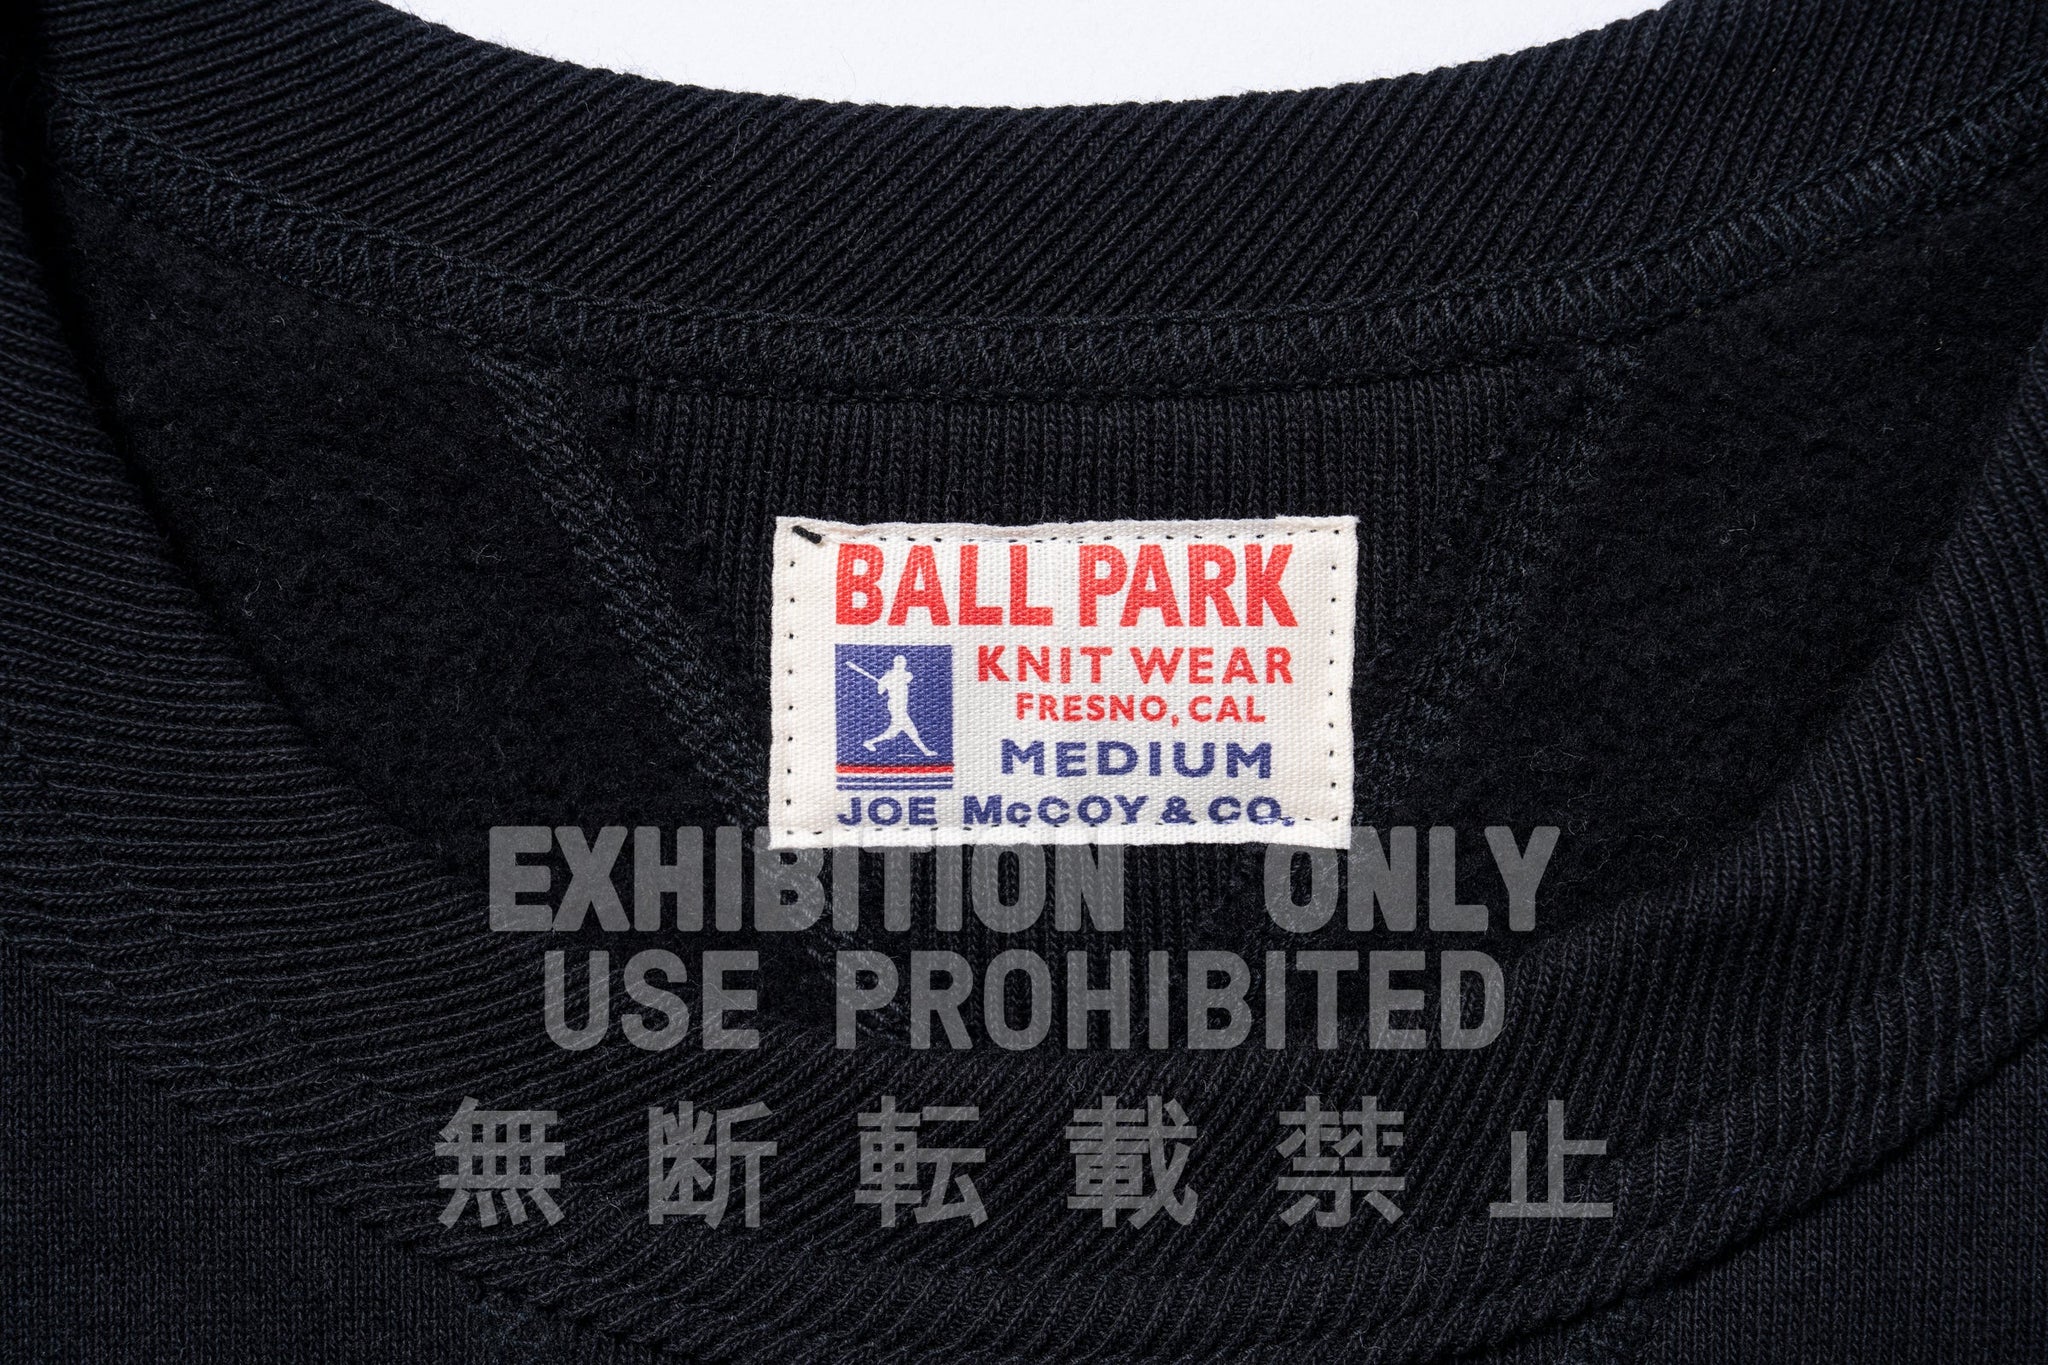 BALL PARK
KNIT WEAR
FRESNO, CAL
MEDIUM
JOE McCOY & CO.
EXHIBITION ONLY
USE PROHIBITED
無断転載禁止